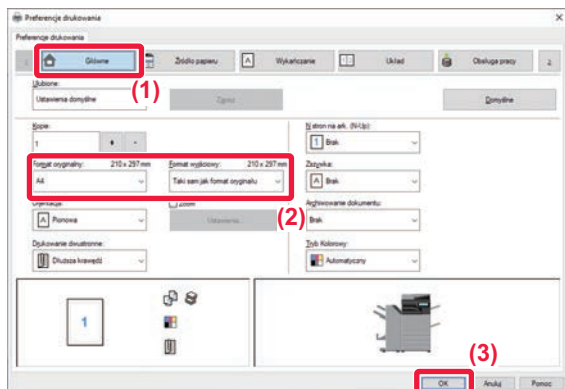 Preferencje drukowania
Preferencje drukowania
Główne
Źródło papieru
Wykańczanie
Układ
Obsługa pracy
(1)
Ulubione:
Ustawienia domyślne
Zapisz
Domyślne
Kopie:
1
N stron na ark. (N-Up):
1 Brak
Format oryginalny: 210 x 297 mm
Format wyjściowy: 210 x 297 mm
Zszywka:
A4
Taki sam jak format oryginału
A Brak
Orientacja:
Zoom
(2)
Archiwowanie dokumentu:
A Pionowa
Ustawienia
Brak
Drukowanie dwustronne:
Tryb Kolorowy:
Dłuższa krawędź
Automatyczny
1
(3)
OK
Anuluj
Pomoc